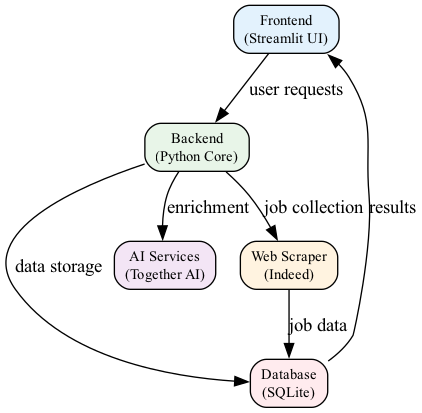 Frontend
(Streamlit UI)
user requests
Backend
(Python Core)
enrichment
job collection
results
data storage
AI Services
(Together AI)
Web Scraper
(Indeed)
job data
Database
(SQLite)